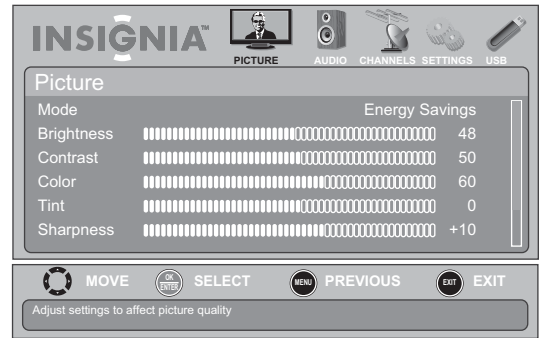 INSIGNIA™
PICTURE AUDIO CHANNELS SETTINGS USB
Picture
Mode Energy Savings
Brightness 48
Contrast 50
Color 60
Tint 0
Sharpness +10
MOVE OK ENTER SELECT MENU PREVIOUS EXIT EXIT
Adjust settings to affect picture quality